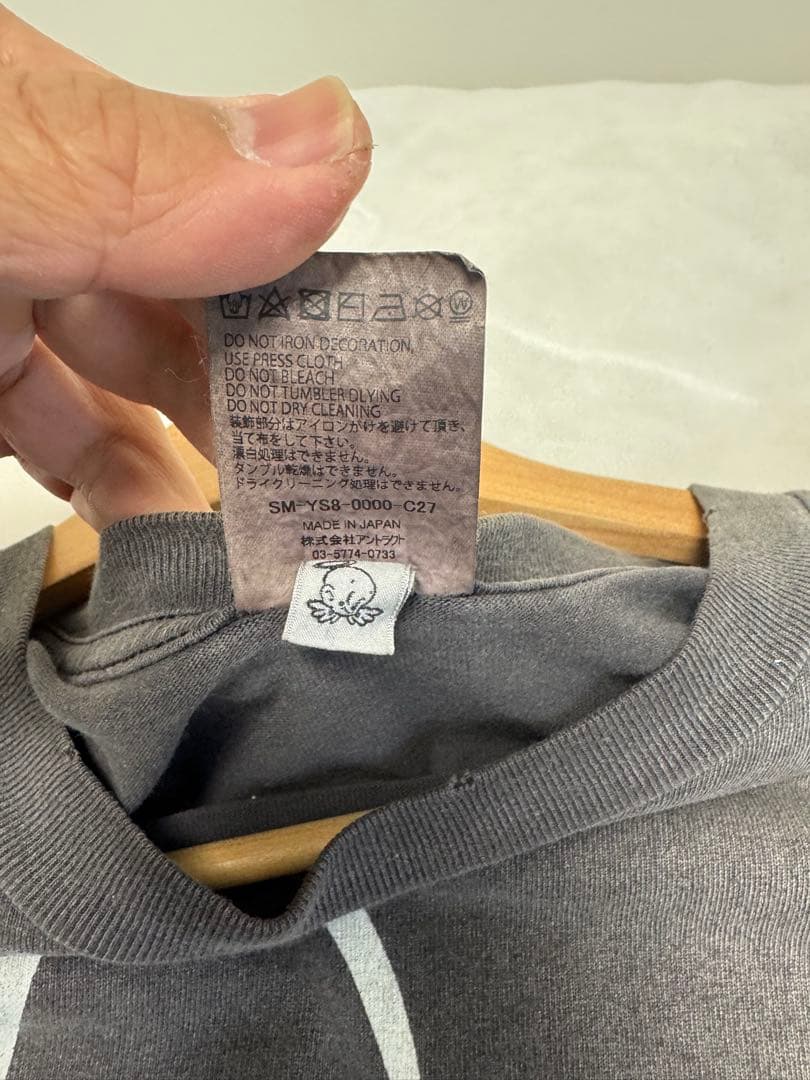 DO NOT IRON DECORATION,
USE PRESS CLOTH
DO NOT BLEACH
DO NOT TUMBLER DLYING
DO NOT DRY CLEANING
装飾部分はアイロンがけを避けて頂き、
当て布をして下さい。
漂白処理はできません。
タンブル乾燥はできません。
ドライクリーニング処理はできません。
SM-YS8-0000-C27
MADE IN JAPAN
株式会社アントラクト
03-5774-0733